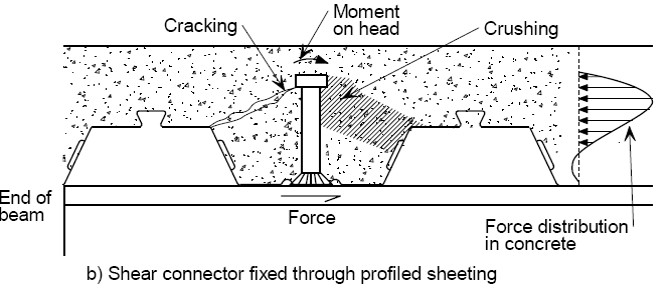 Cracking
Moment
on head
Crushing
End of
beam
Force
Force distribution
in concrete
b) Shear connector fixed through profiled sheeting